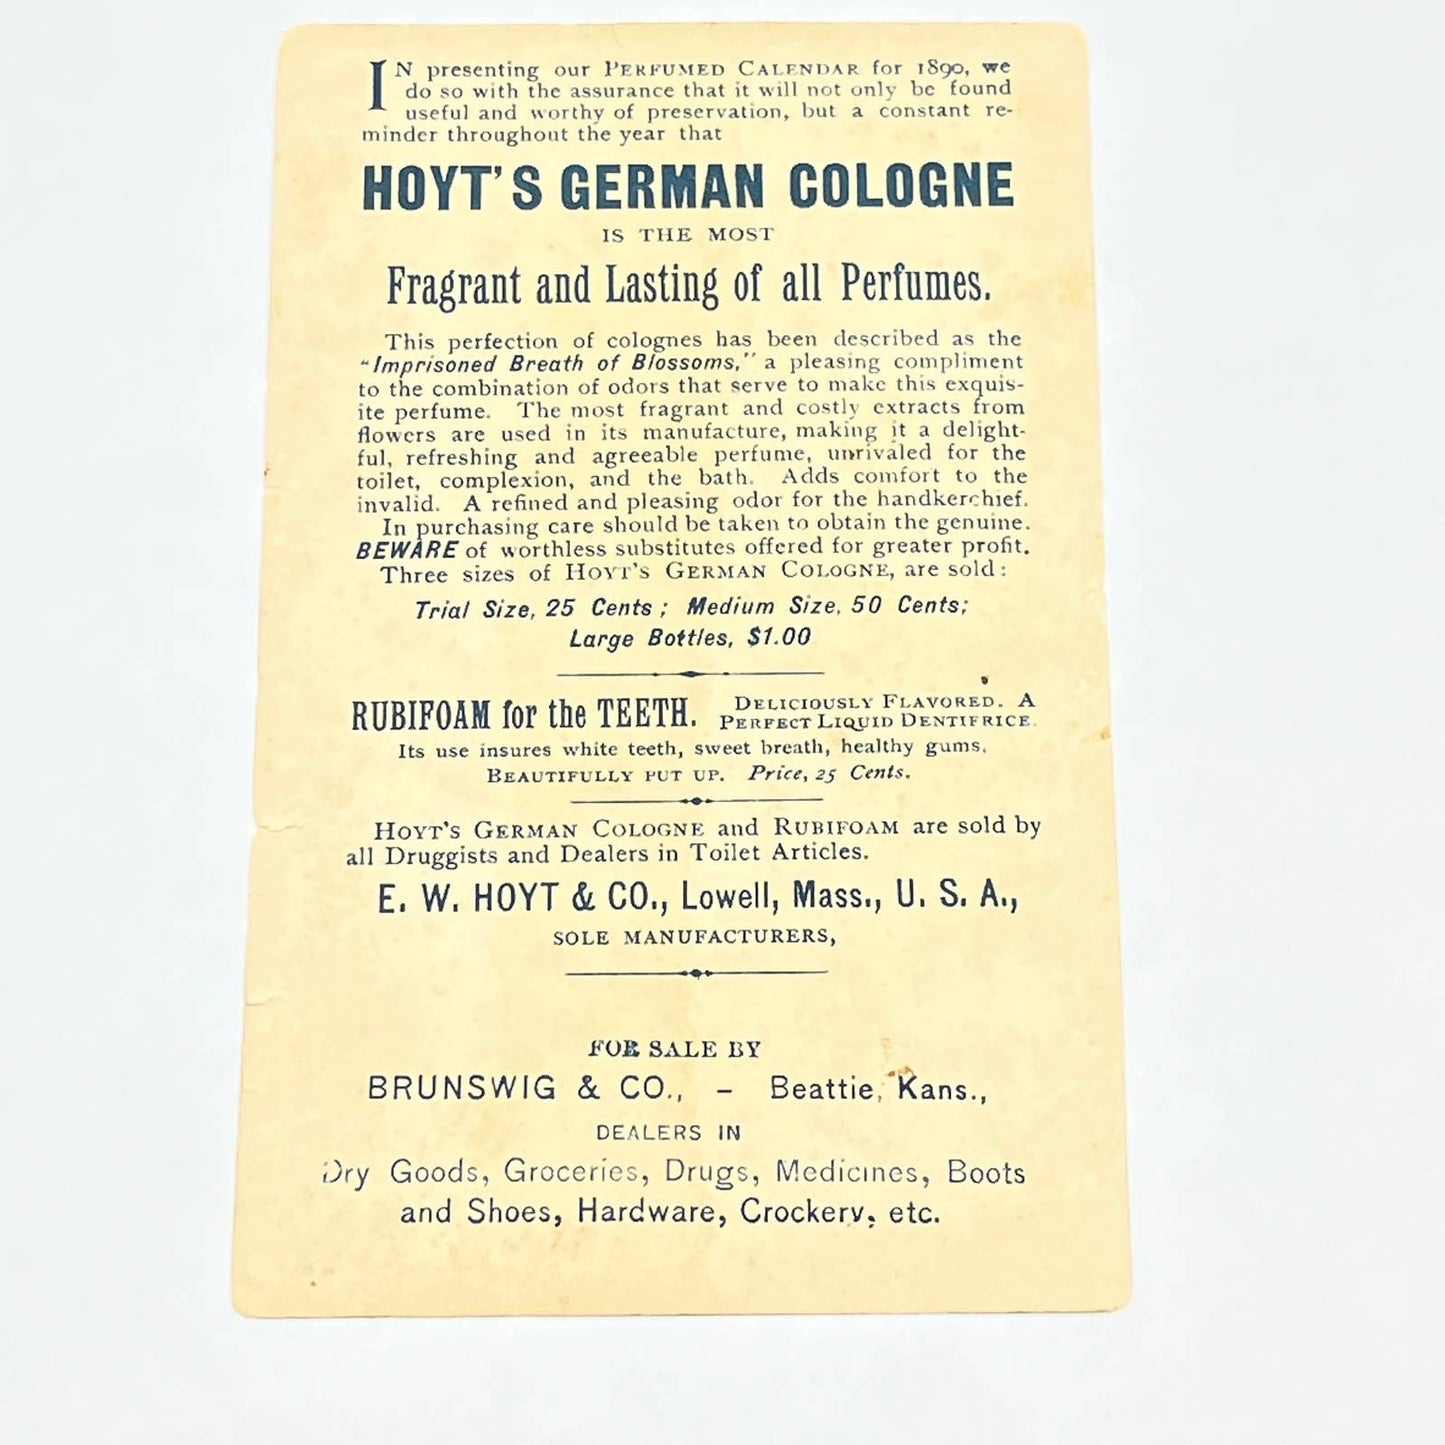 IN presenting our PERFUMED CALENDAR for 1890, we
do so with the assurance that it will not only be found
useful and worthy of preservation, but a constant re-
minder throughout the year that
HOYT'S GERMAN COLOGNE
IS THE MOST
Fragrant and Lasting of all Perfumes.
This perfection of colognes has been described as the
"Imprisoned Breath of Blossoms," a pleasing compliment
to the combination of odors that serve to make this exquis-
ite perfume. The most fragrant and costly extracts from
flowers are used in its manufacture, making it a delight-
ful, refreshing and agreeable perfume, unrivaled for the
toilet, complexion, and the bath. Adds comfort to the
invalid. A refined and pleasing odor for the handkerchief.
In purchasing care should be taken to obtain the genuine.
BEWARE of worthless substitutes offered for greater profit.
Three sizes of HOYT'S GERMAN COLOGNE, are sold:
Trial Size, 25 Cents; Medium Size, 50 Cents;
Large Bottles, $1.00
RUBIFOAM for the TEETH. DELICIOUSLY FLAVORED. A
PERFECT LIQUID DENTIFRICE.
Its use insures white teeth, sweet breath, healthy gums.
BEAUTIFULLY PUT UP. Price, 25 Cents.
HOYT'S GERMAN COLOGNE and RUBIFOAM are sold by
all Druggists and Dealers in Toilet Articles.
E. W. HOYT & CO., Lowell, Mass., U. S. A.,
SOLE MANUFACTURERS,
FOR SALE BY
BRUNSWIG & CO., - Beattie, Kans.,
DEALERS IN
Dry Goods, Groceries, Drugs, Medicines, Boots
and Shoes, Hardware, Crockery, etc.